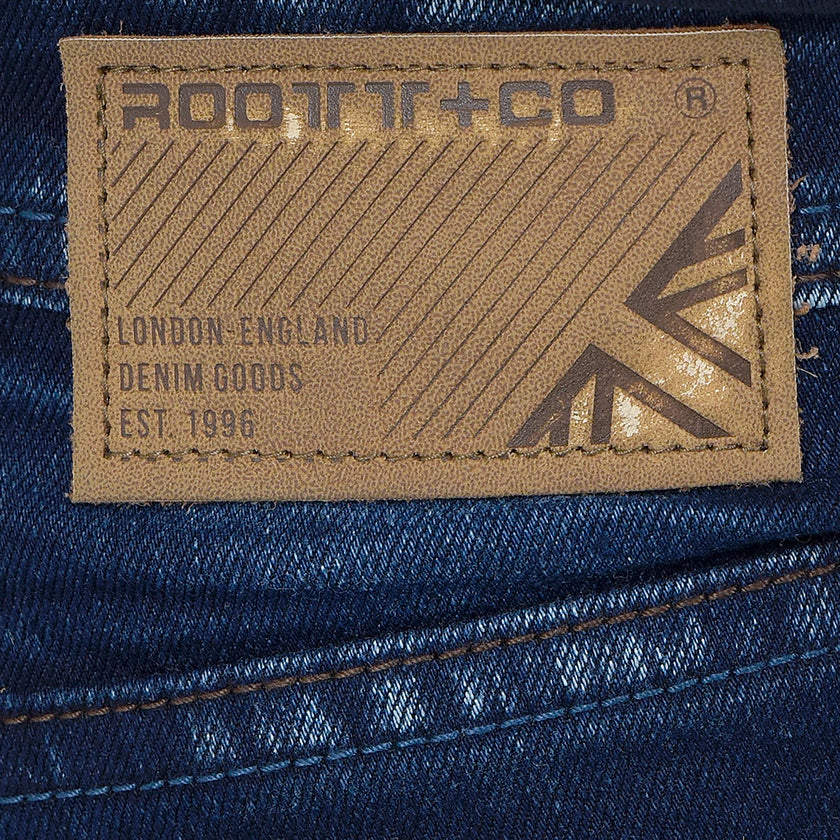 ROOTT+CO ®
LONDON-ENGLAND
DENIM GOODS
EST. 1996